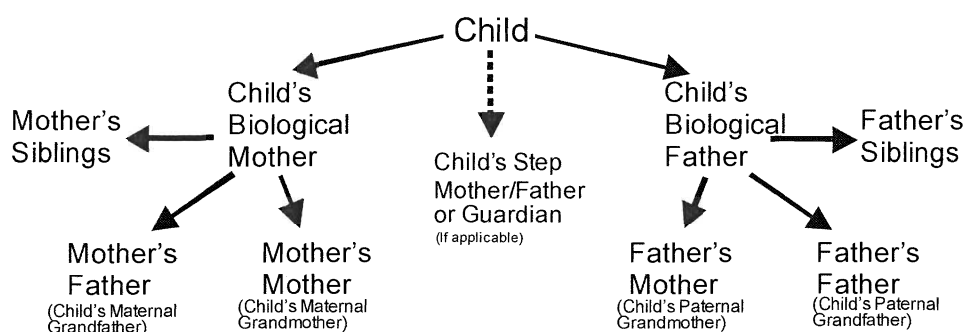 Child
Child's
Biological
Mother
Mother's
Siblings
Child's Step
Mother/Father
or Guardian
(If applicable)
Child's
Biological
Father
Father's
Siblings
Mother's
Father
(Child's Maternal
Grandfather)
Mother's
Mother
(Child's Maternal
Grandmother)
Father's
Mother
(Child's Paternal
Grandmother)
Father's
Father
(Child's Paternal
Grandfather)